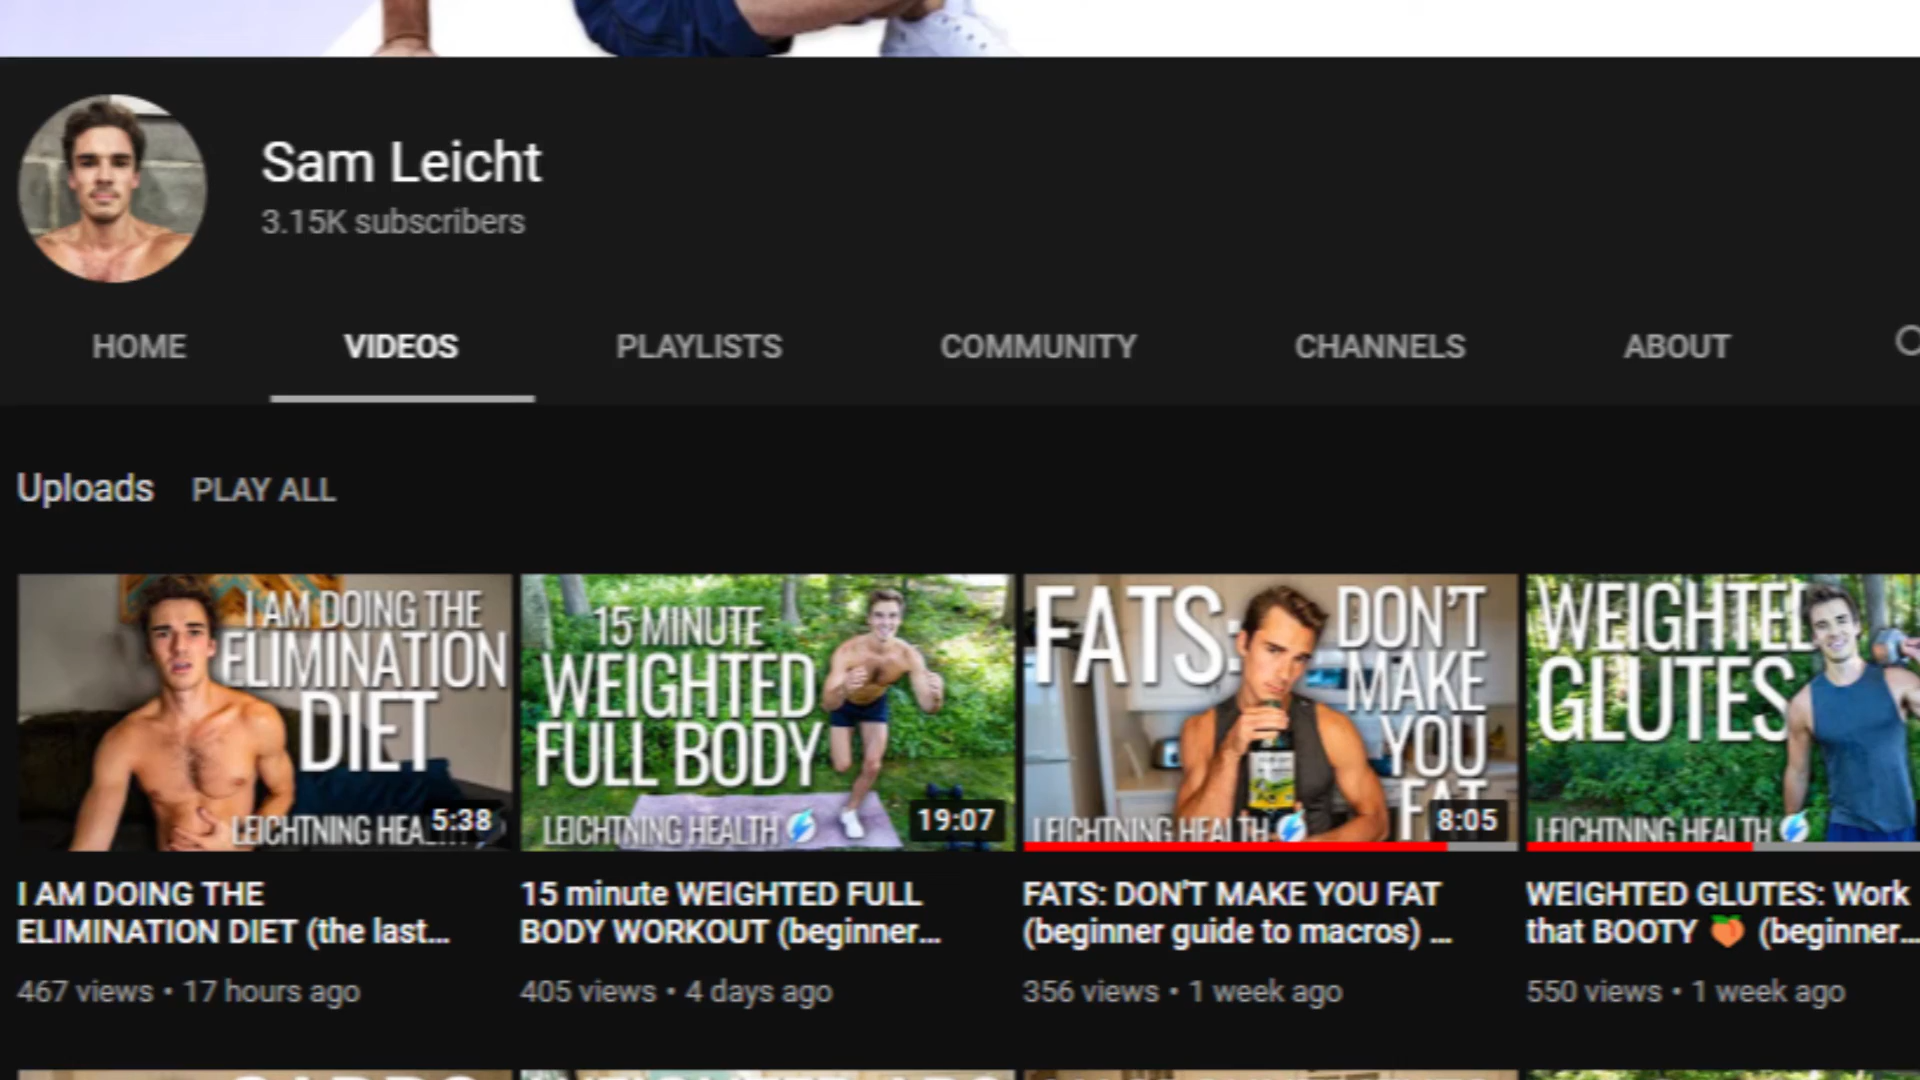 Sam Leicht
3.15K subscribers
HOME
VIDEOS
PLAYLISTS
COMMUNITY
CHANNELS
ABOUT
Uploads
PLAY ALL
I AM DOING THE
ELIMINATION
DIET
LEICHTNING HEA
5:38
15 MINUTE
WEIGHTED
FULL BODY
LEICHTNING HEALTH
19:07
FATS:
DON'T
MAKE
YOU
FAT
LEICHTNING HEALTH
8:05
WEIGHTED
GLUTES
LEICHTNING HEALTH
I AM DOING THE
ELIMINATION DIET (the last...
467 views • 17 hours ago
15 minute WEIGHTED FULL
BODY WORKOUT (beginner...
405 views • 4 days ago
FATS: DON'T MAKE YOU FAT
(beginner guide to macros) ...
356 views • 1 week ago
WEIGHTED GLUTES: Work
that BOOTY 🍑 (beginner...
550 views • 1 week ago